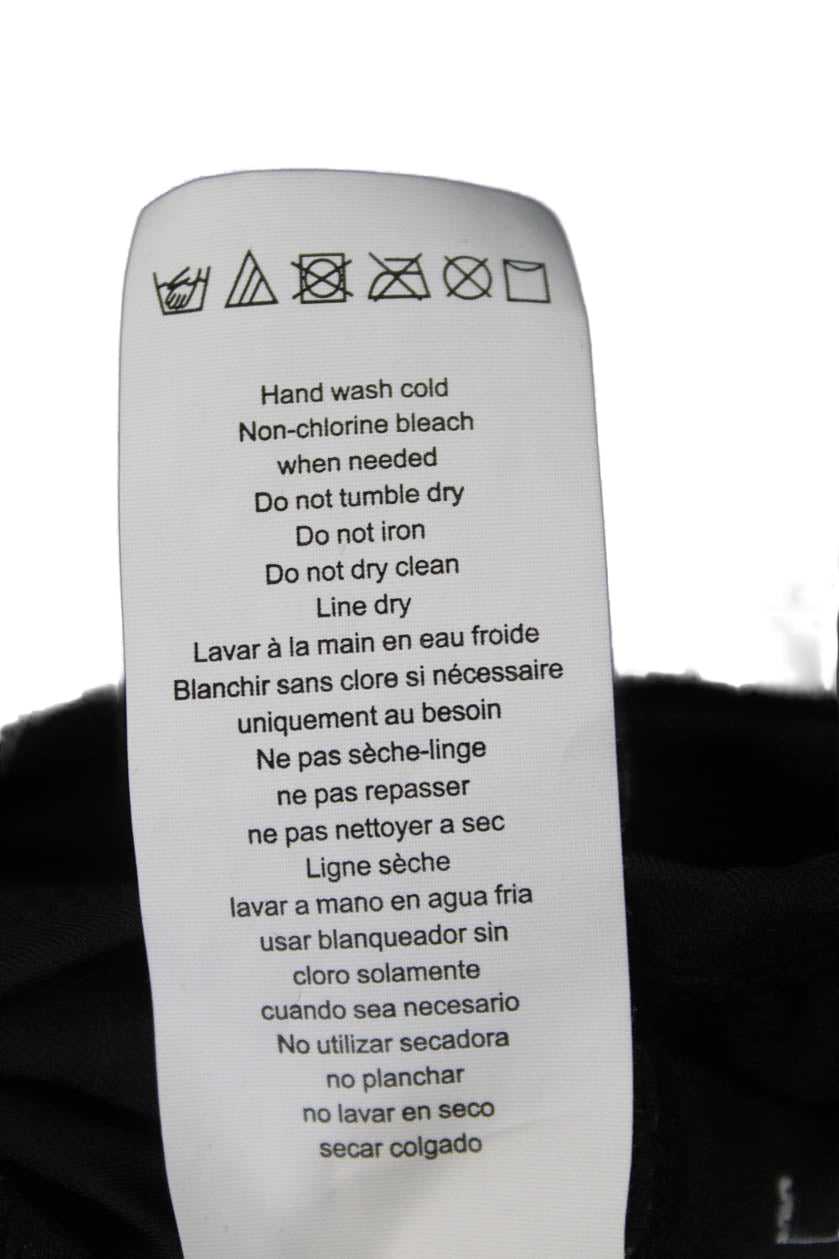 Hand wash cold
Non-chlorine bleach
when needed
Do not tumble dry
Do not iron
Do not dry clean
Line dry
Lavar à la main en eau froide
Blanchir sans clore si nécessaire
uniquement au besoin
Ne pas sèche-linge
ne pas repasser
ne pas nettoyer a sec
Ligne sèche
lavar a mano en agua fria
usar blanqueador sin
cloro solamente
cuando sea necesario
No utilizar secadora
no planchar
no lavar en seco
secar colgado